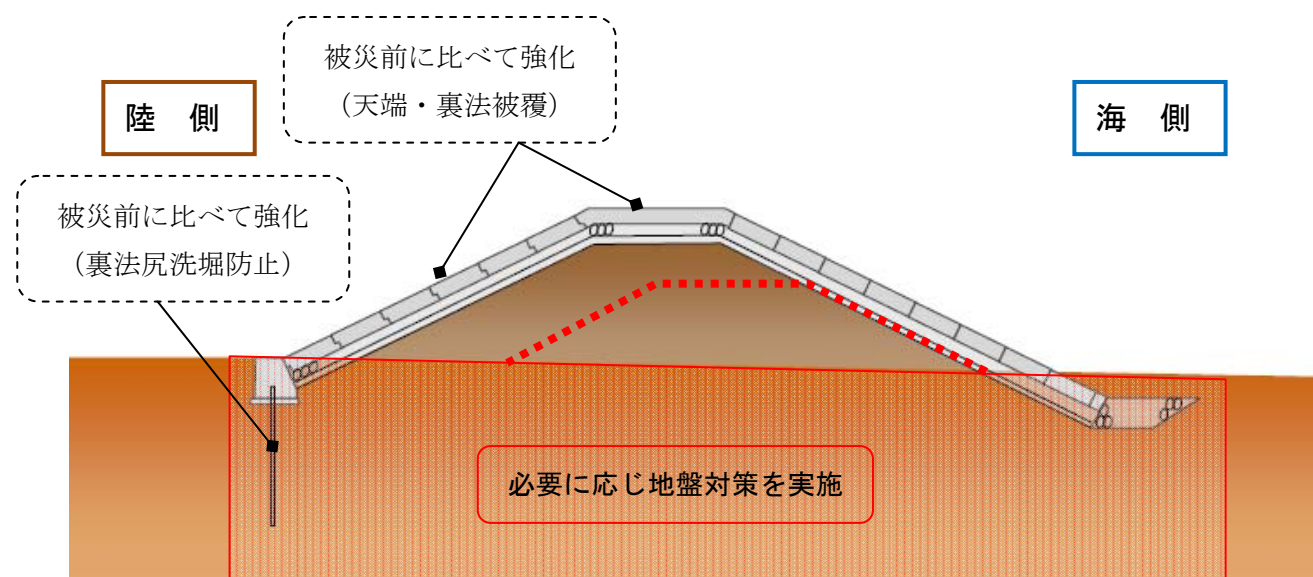 被災前に比べて強化
（天端・裏法被覆）
陸　側
海　側
被災前に比べて強化
（裏法尻洗堀防止）
必要に応じ地盤対策を実施